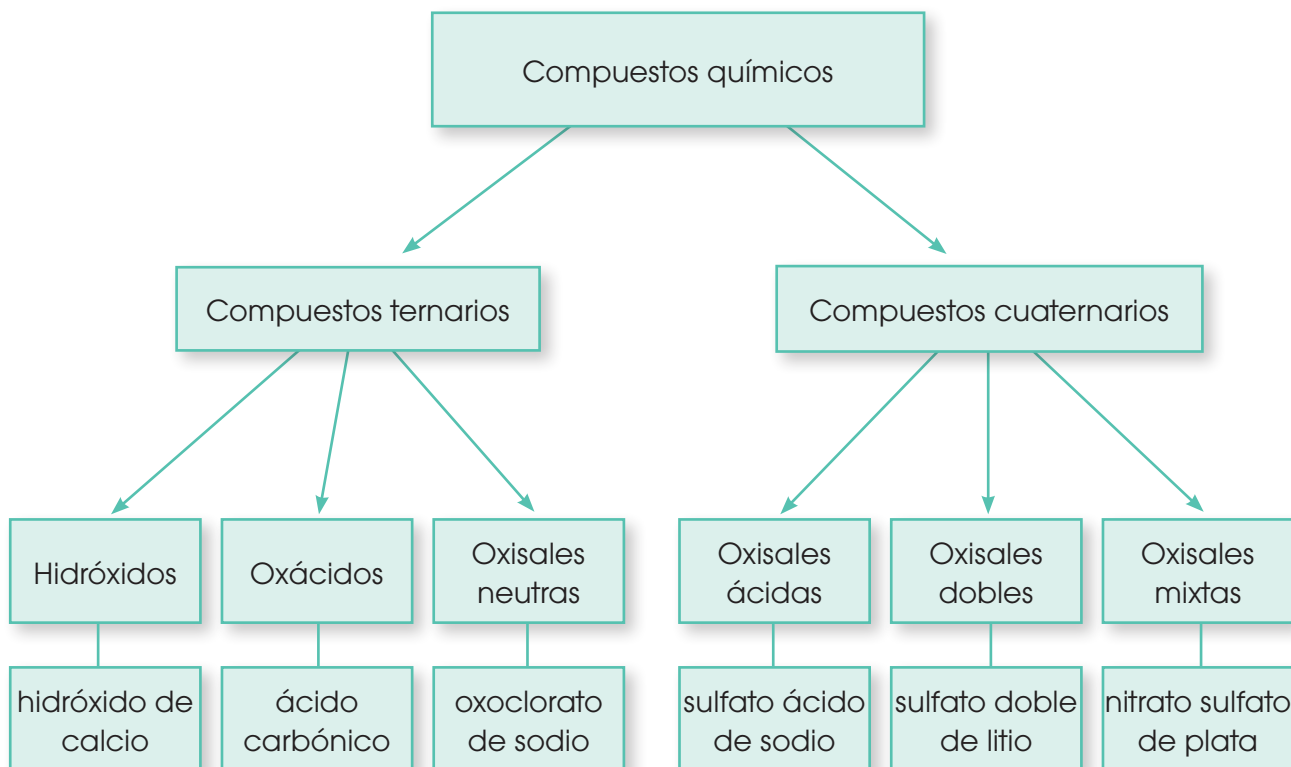 Compuestos químicos
Compuestos ternarios
Compuestos cuaternarios
Hidróxidos
Oxácidos
Oxisales
neutras
Oxisales
ácidas
Oxisales
dobles
Oxisales
mixtas
hidróxido de
calcio
ácido
carbónico
oxoclorato
de sodio
sulfato ácido
de sodio
sulfato doble
de litio
nitrato sulfato
de plata